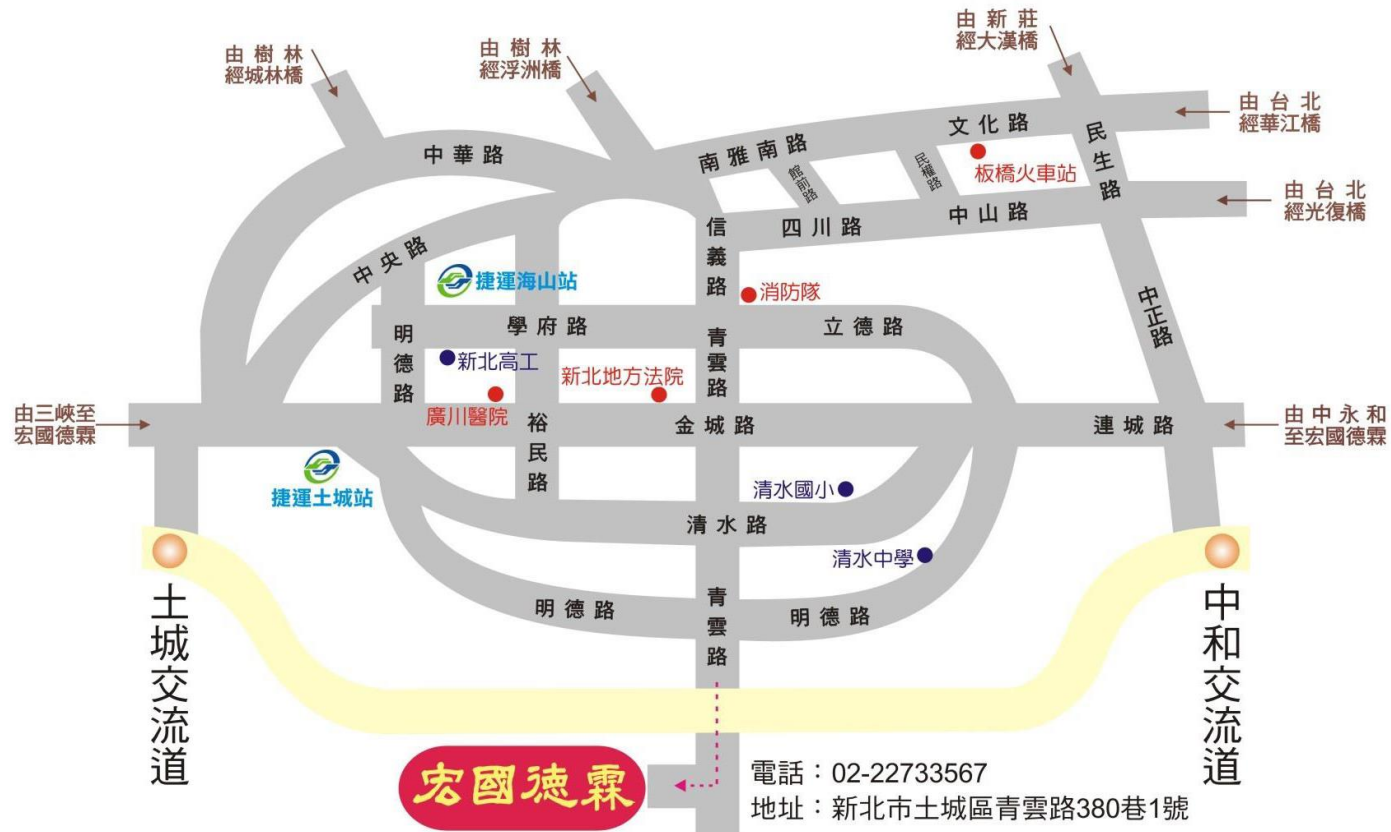 由新莊
經大漢橋
由樹林
經城林橋
由樹林
經浮洲橋
由台北
經華江橋
文化路
南雅南路
中華路
民生路
民權路
館前路
板橋火車站
由台北
經光復橋
中山路
四川路
信義路
中央路
捷運海山站
消防隊
中正路
學府路
立德路
明德路
青雲路
新北高工
新北地方法院
廣川醫院
由三峽至
宏國德霖
裕民路
金城路
連城路
由中永和
至宏國德霖
捷運土城站
清水國小
清水路
清水中學
明德路
青雲路
明德路
土城交流道
中和交流道
宏國德霖
電話：02-22733567
地址：新北市土城區青雲路380巷1號